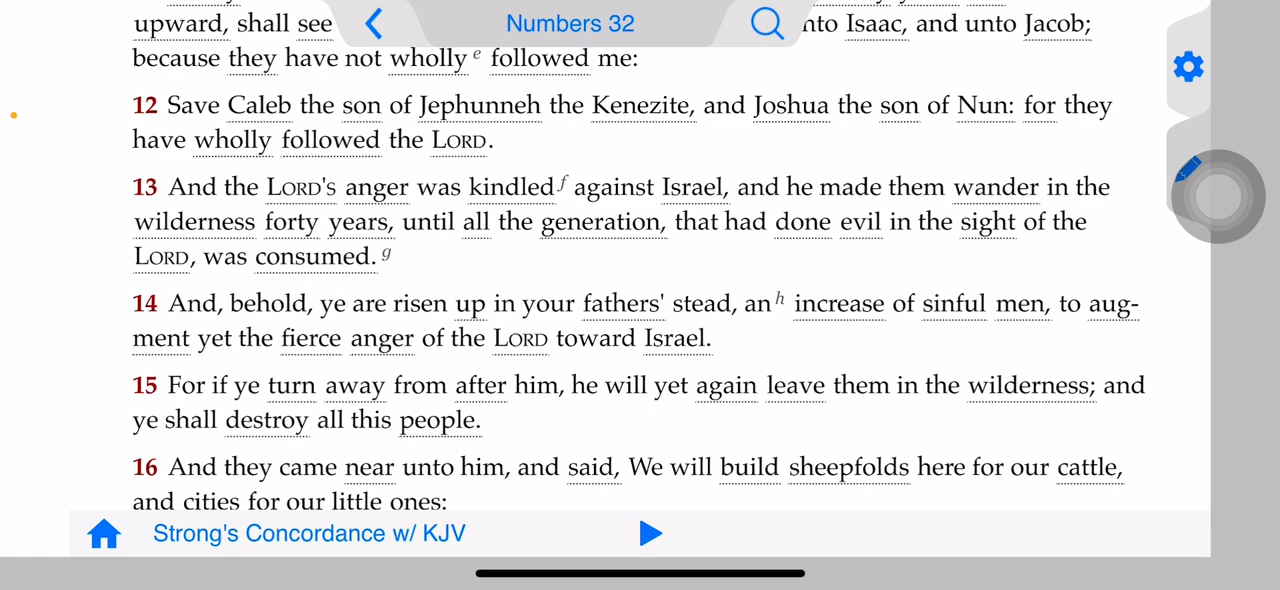 upward, shall see
Numbers 32
unto Isaac, and unto Jacob;
because they have not wholly e followed me:
12 Save Caleb the son of Jephunneh the Kenezite, and Joshua the son of Nun: for they
have wholly followed the LORD.
13 And the LORD'S anger was kindled f against Israel, and he made them wander in the
wilderness forty years, until all the generation, that had done evil in the sight of the
LORD, was consumed. g
14 And, behold, ye are risen up in your fathers' stead, an h increase of sinful men, to aug-
ment yet the fierce anger of the LORD toward Israel.
15 For if ye turn away from after him, he will yet again leave them in the wilderness; and
ye shall destroy all this people.
16 And they came near unto him, and said, We will build sheepfolds here for our cattle,
and cities for our little ones:
Strong's Concordance w/ KJV